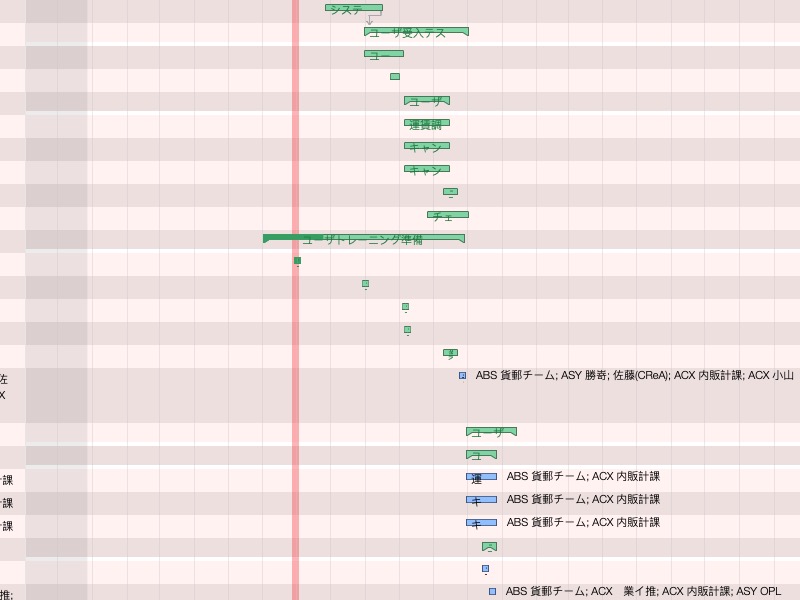 システ
ユーザ受入テス
ユー
ユーザ
運賃調
キャン
キャン
チェ
ユーザトレーニング準備
佐 ABS 貨郵チーム; ASY 勝嵜; 佐藤(CReA); ACX 内販計課; ACX 小山
X
ユーザ
ユ
計課 運 ABS 貨郵チーム; ACX 内販計課
計課 キ ABS 貨郵チーム; ACX 内販計課
計課 キ ABS 貨郵チーム; ACX 内販計課
推; ABS 貨郵チーム; ACX　業イ推; ACX 内販計課; ASY OPL